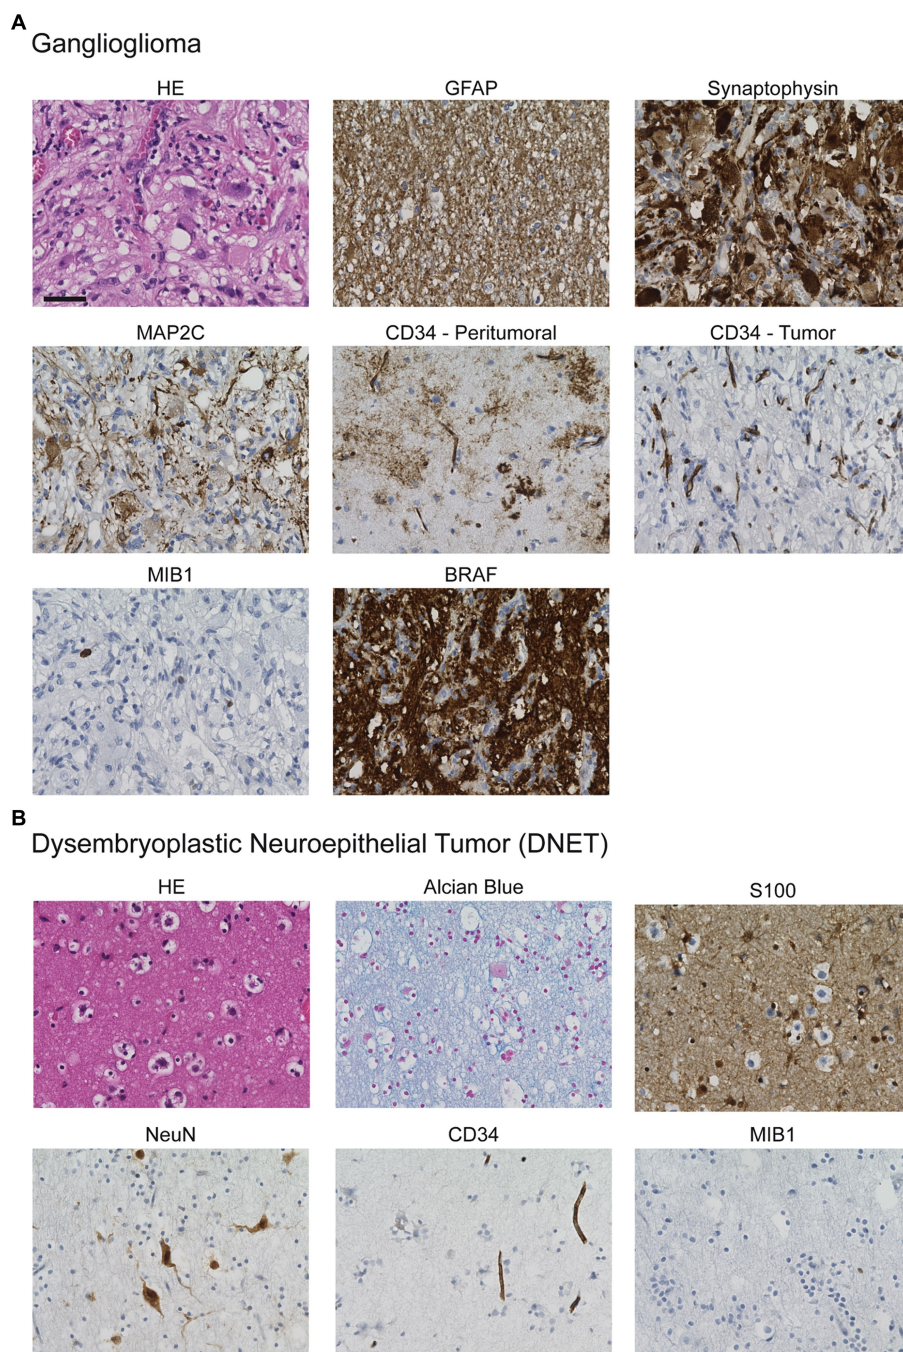 A
Ganglioglioma
HE
GFAP
Synaptophysin
MAP2C
CD34 - Peritumoral
CD34 - Tumor
MIB1
BRAF
B
Dysembryoplastic Neuroepithelial Tumor (DNET)
HE
Alcian Blue
S100
NeuN
CD34
MIB1